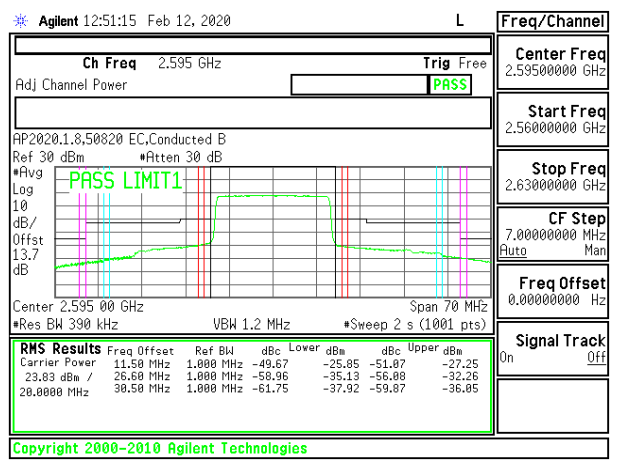 Agilent 12:51:15 Feb 12, 2020 L
Freq/Channel
Ch Freq 2.595 GHz Trig Free
Adj Channel Power PASS
Center Freq
2.59500000 GHz
Start Freq
2.56000000 GHz
Stop Freq
2.63000000 GHz
CF Step
7.00000000 MHz
Auto Man
Freq Offset
0.00000000 Hz
Signal Track
On Off
AP2020.1.8,50820 EC,Conducted B
Ref 30 dBm #Atten 30 dB
#Avg
Log
10
dB/
Offst
13.7
dB
PASS LIMIT1
Center 2.595 00 GHz Span 70 MHz
#Res BW 390 kHz VBW 1.2 MHz #Sweep 2 s (1001 pts)
RMS Results Freq Offset Ref BW dBc Lower dBm dBc Upper dBm
Carrier Power 11.50 MHz 1.000 MHz -49.67 -25.85 -51.07 -27.25
23.83 dBm / 26.60 MHz 1.000 MHz -58.96 -35.13 -56.08 -32.26
20.0000 MHz 30.50 MHz 1.000 MHz -61.75 -37.92 -59.87 -36.05
Copyright 2000-2010 Agilent Technologies